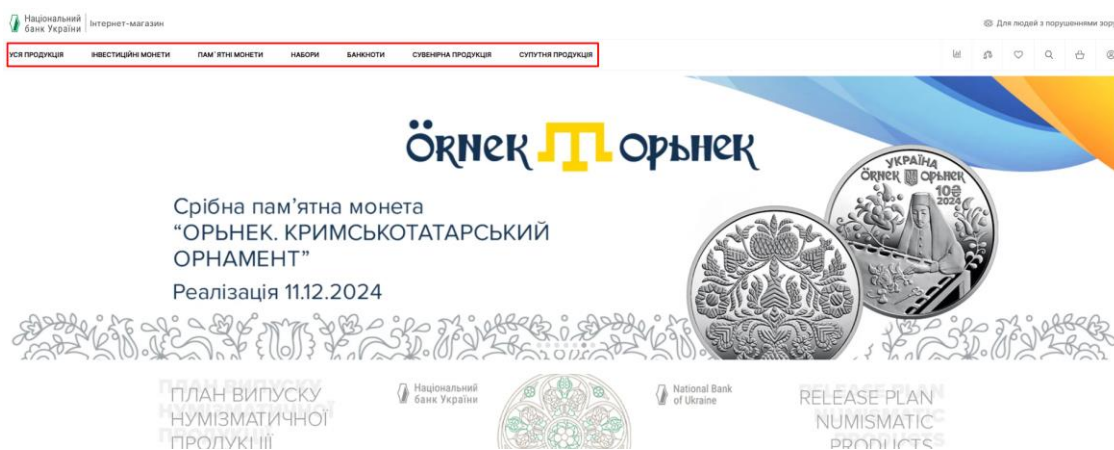 Національний
банк України
Інтернет-магазин
Для людей з порушеннями зору
УСЯ ПРОДУКЦІЯ ІНВЕСТИЦІЙНІ МОНЕТИ ПАМ`ЯТНІ МОНЕТИ НАБОРИ БАНКНОТИ СУВЕНІРНА ПРОДУКЦІЯ СУПУТНЯ ПРОДУКЦІЯ
ÖRNEK ОРЬНЕК
Срібна пам’ятна монета
“ОРЬНЕК. КРИМСЬКОТАТАРСЬКИЙ
ОРНАМЕНТ”
Реалізація 11.12.2024
УКРАЇНА
ÖRNEK ОРЬНЕК
10₴
2024
ПЛАН ВИПУСКУ
НУМІЗМАТИЧНОЇ
ПРОДУКЦІЇ
Національний
банк України
National Bank
of Ukraine
RELEASE PLAN
NUMISMATIC
PRODUCTS